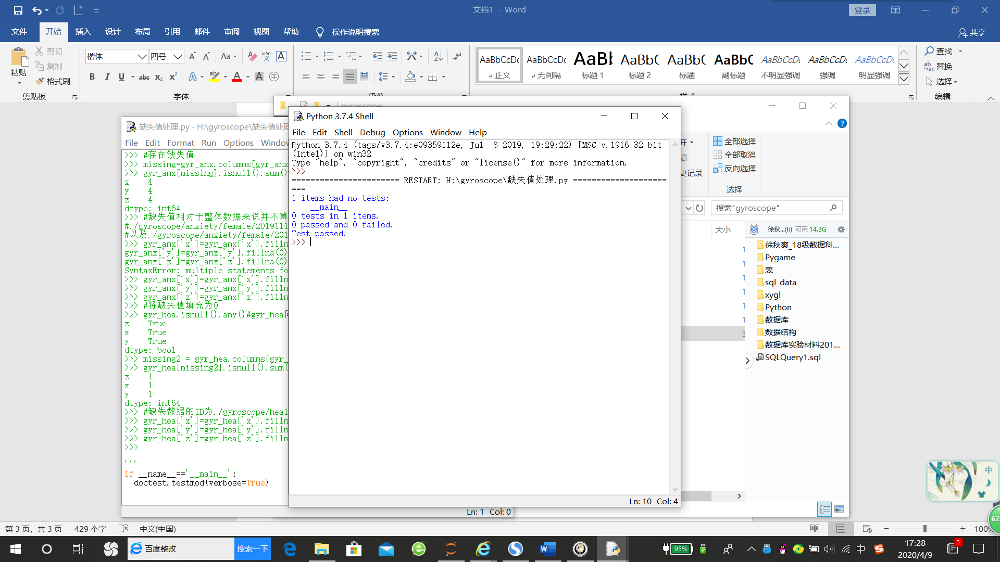 文档1 - Word
登录
文件 开始 插入 设计 布局 引用 邮件 审阅 视图 帮助 操作说明搜索
共享
粘贴
剪切
复制
格式刷
剪贴板
楷体
四号
字体
AaBbCcDc
正文
AaBbCcDc
无间隔
标题 1
标题 2
标题
副标题
不明显强调
强调
明显强调
查找
替换
选择
编辑
gyroscope
全部选择
全部取消
反向选择
史记录
选择
搜索"gyroscope"
大小
徐秋...(I:) 可用 14.3G
徐秋爽_18级数据科...
Pygame
表
sql_data
xygl
Python
数据库
数据结构
数据库实验材料201...
SQLQuery1.sql
缺失值处理.py - H:\gyroscope\缺失值处理
File Edit Format Run Options Window
>>> #存在缺失值
>>> missing=gyr_anx.columns[gyr_anx
>>> gyr_anx[missing].isnull().sum()
x    4
y    4
z    4
dtype: int64
>>> #缺失值相对于整体数据来说并不算
#./gyroscope/anxiety/female/2019111
#以及./gyroscope/anxiety/female/201
>>> gyr_anx['x']=gyr_anx['x'].filln
gyr_anx['y']=gyr_anx['y'].fillna(0)
gyr_anx['z']=gyr_anx['z'].fillna(0)
SyntaxError: multiple statements fo
>>> gyr_anx['x']=gyr_anx['x'].filln
>>> gyr_anx['y']=gyr_anx['y'].filln
>>> gyr_anx['z']=gyr_anx['z'].filln
>>> #将缺失值填充为0
>>> gyr_hea.isnull().any()#gyr_hea同
z    True
x    True
y    True
dtype: bool
>>> missing2 = gyr_hea.columns[gyr_
>>> gyr_hea[missing2].isnull().sum(
z    1
x    1
y    1
dtype: int64
>>> #缺失数据的ID为./gyroscope/heal
>>> gyr_hea['x']=gyr_hea['x'].filln
>>> gyr_hea['y']=gyr_hea['y'].filln
>>> gyr_hea['z']=gyr_hea['z'].filln
>>>
'''
if __name__=='__main__':
  doctest.testmod(verbose=True)
Ln: 1 Col: 0
Python 3.7.4 Shell
File Edit Shell Debug Options Window Help
Python 3.7.4 (tags/v3.7.4:e09359112e, Jul  8 2019, 19:29:22) [MSC v.1916 32 bit
(Intel)] on win32
Type "help", "copyright", "credits" or "license()" for more information.
>>>
======================= RESTART: H:\gyroscope\缺失值处理.py ====================
===
1 items had no tests:
    __main__
0 tests in 1 items.
0 passed and 0 failed.
Test passed.
>>>
Ln: 10 Col: 4
中
62
第 3 页，共 3 页 429 个字 中文(中国)
100%
百度整改
搜索一下
95%
中
17:28
2020/4/9
3